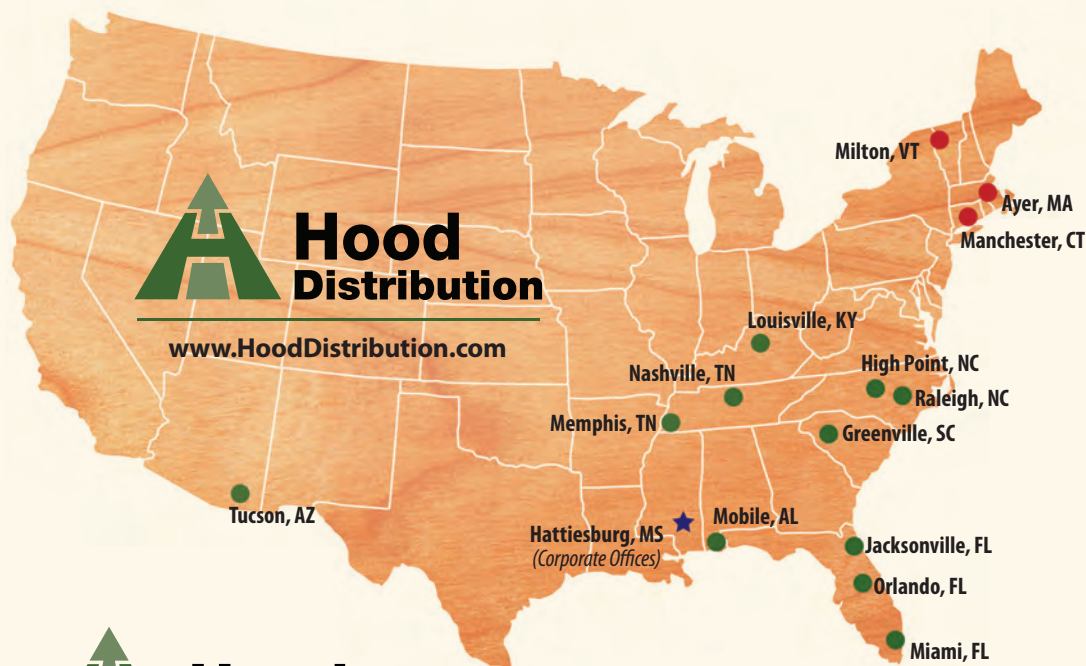 Milton, VT
Ayer, MA
Manchester, CT
Hood
Distribution
www.HoodDistribution.com
Louisville, KY
High Point, NC
Nashville, TN
Raleigh, NC
Memphis, TN
Greenville, SC
Tucson, AZ
Mobile, AL
Hattiesburg, MS
(Corporate Offices)
Jacksonville, FL
Orlando, FL
Miami, FL